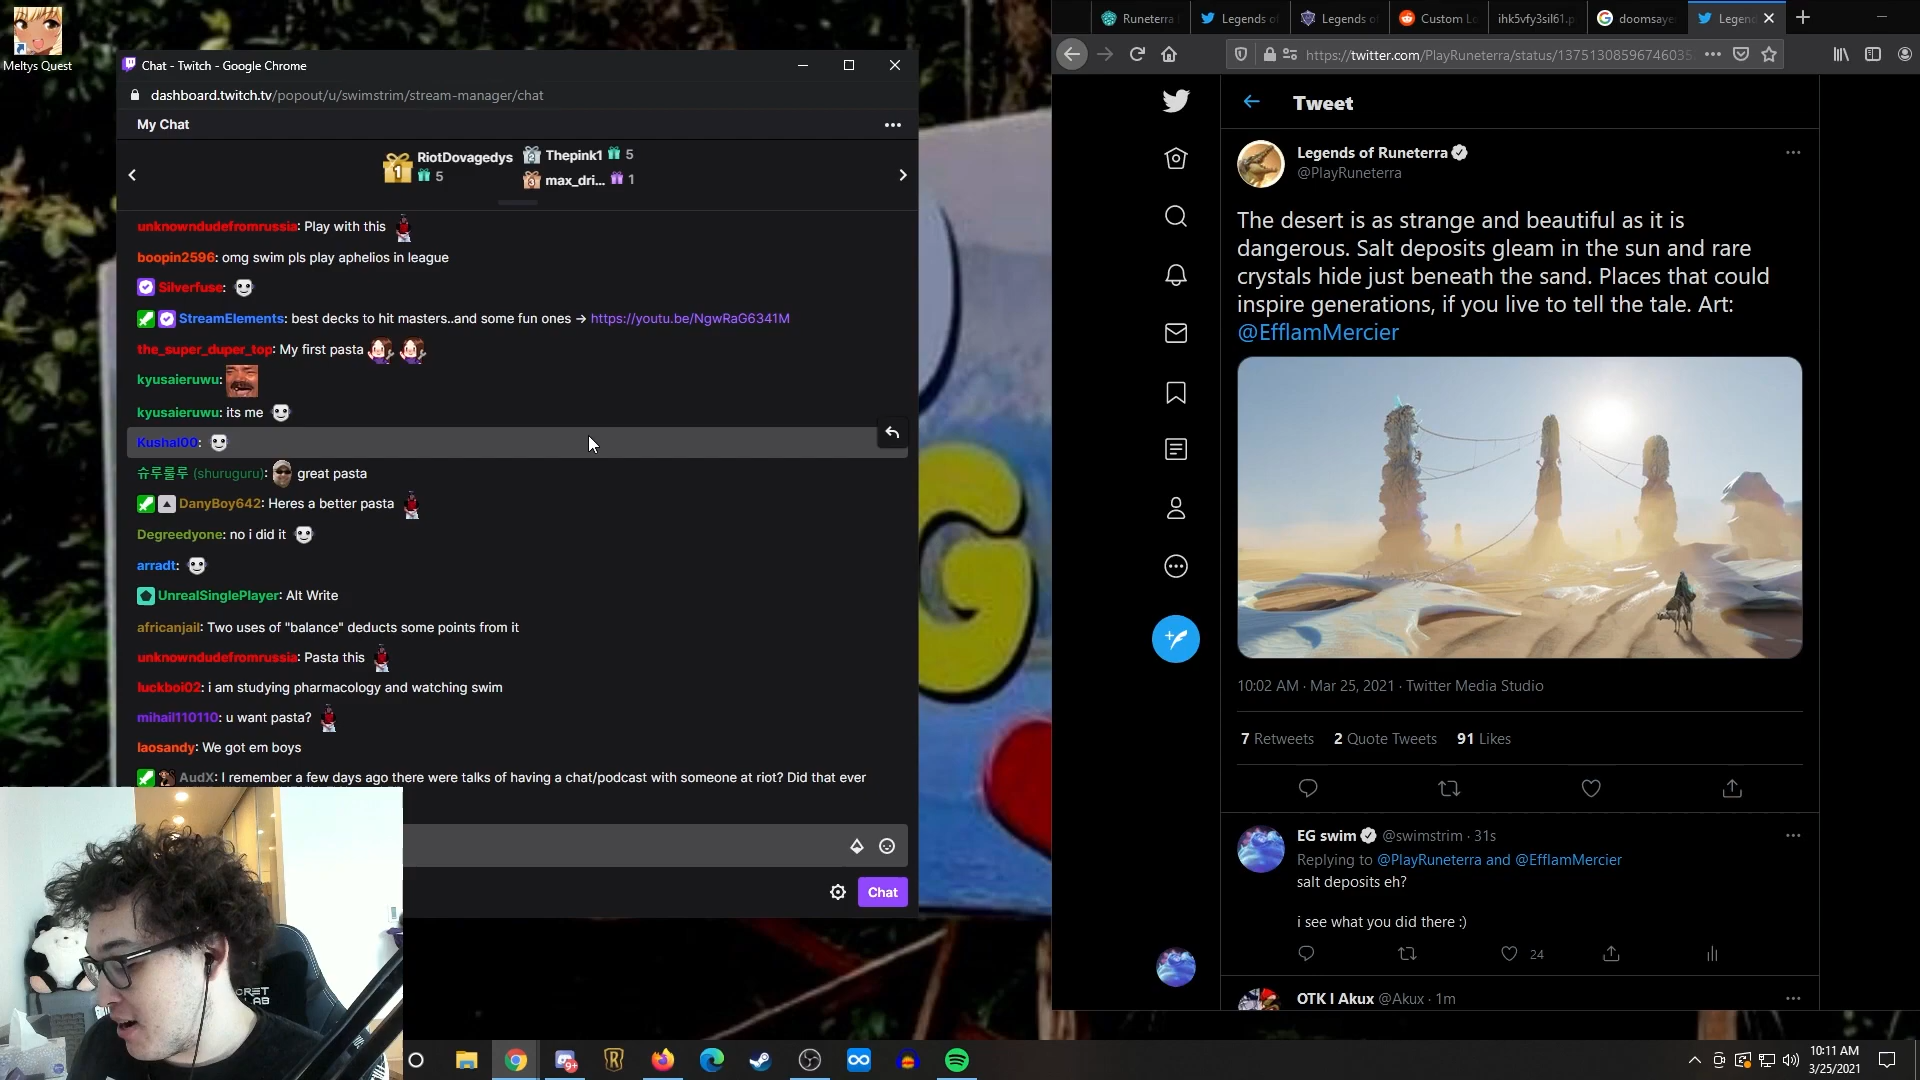 Meltys Quest
Chat - Twitch - Google Chrome
dashboard.twitch.tv/popout/u/swimstrim/stream-manager/chat
My Chat
1 RiotDovagedys 5
2 Thepink1 5
3 max_dri... 1
unknowndudefromrussia: Play with this
boopin2596: omg swim pls play aphelios in league
Silverfuse:
StreamElements: best decks to hit masters..and some fun ones → https://youtu.be/NgwRaG6341M
the_super_duper_top: My first pasta
kyusaieruwu:
kyusaieruwu: its me
Kushal00:
슈루룰루 (shuruguru): great pasta
DanyBoy642: Heres a better pasta
Degreedyone: no i did it
arradt:
UnrealSinglePlayer: Alt Write
africanjail: Two uses of "balance" deducts some points from it
unknowndudefromrussia: Pasta this
luckboi02: i am studying pharmacology and watching swim
mihail110110: u want pasta?
laosandy: We got em boys
AudX: I remember a few days ago there were talks of having a chat/podcast with someone at riot? Did that ever
Chat
G
Runeterra
Legends of
Legends of
Custom Lo
ihk5vfy3sil61.p
doomsaye
Legend
https://twitter.com/PlayRuneterra/status/13751308596746035
Tweet
Legends of Runeterra
@PlayRuneterra
The desert is as strange and beautiful as it is
dangerous. Salt deposits gleam in the sun and rare
crystals hide just beneath the sand. Places that could
inspire generations, if you live to tell the tale. Art:
@EfflamMercier
10:02 AM · Mar 25, 2021 · Twitter Media Studio
7 Retweets 2 Quote Tweets 91 Likes
EG swim @swimstrim · 31s
Replying to @PlayRuneterra and @EfflamMercier
salt deposits eh?
i see what you did there :)
24
OTK I Akux @Akux · 1m
10:11 AM
3/25/2021